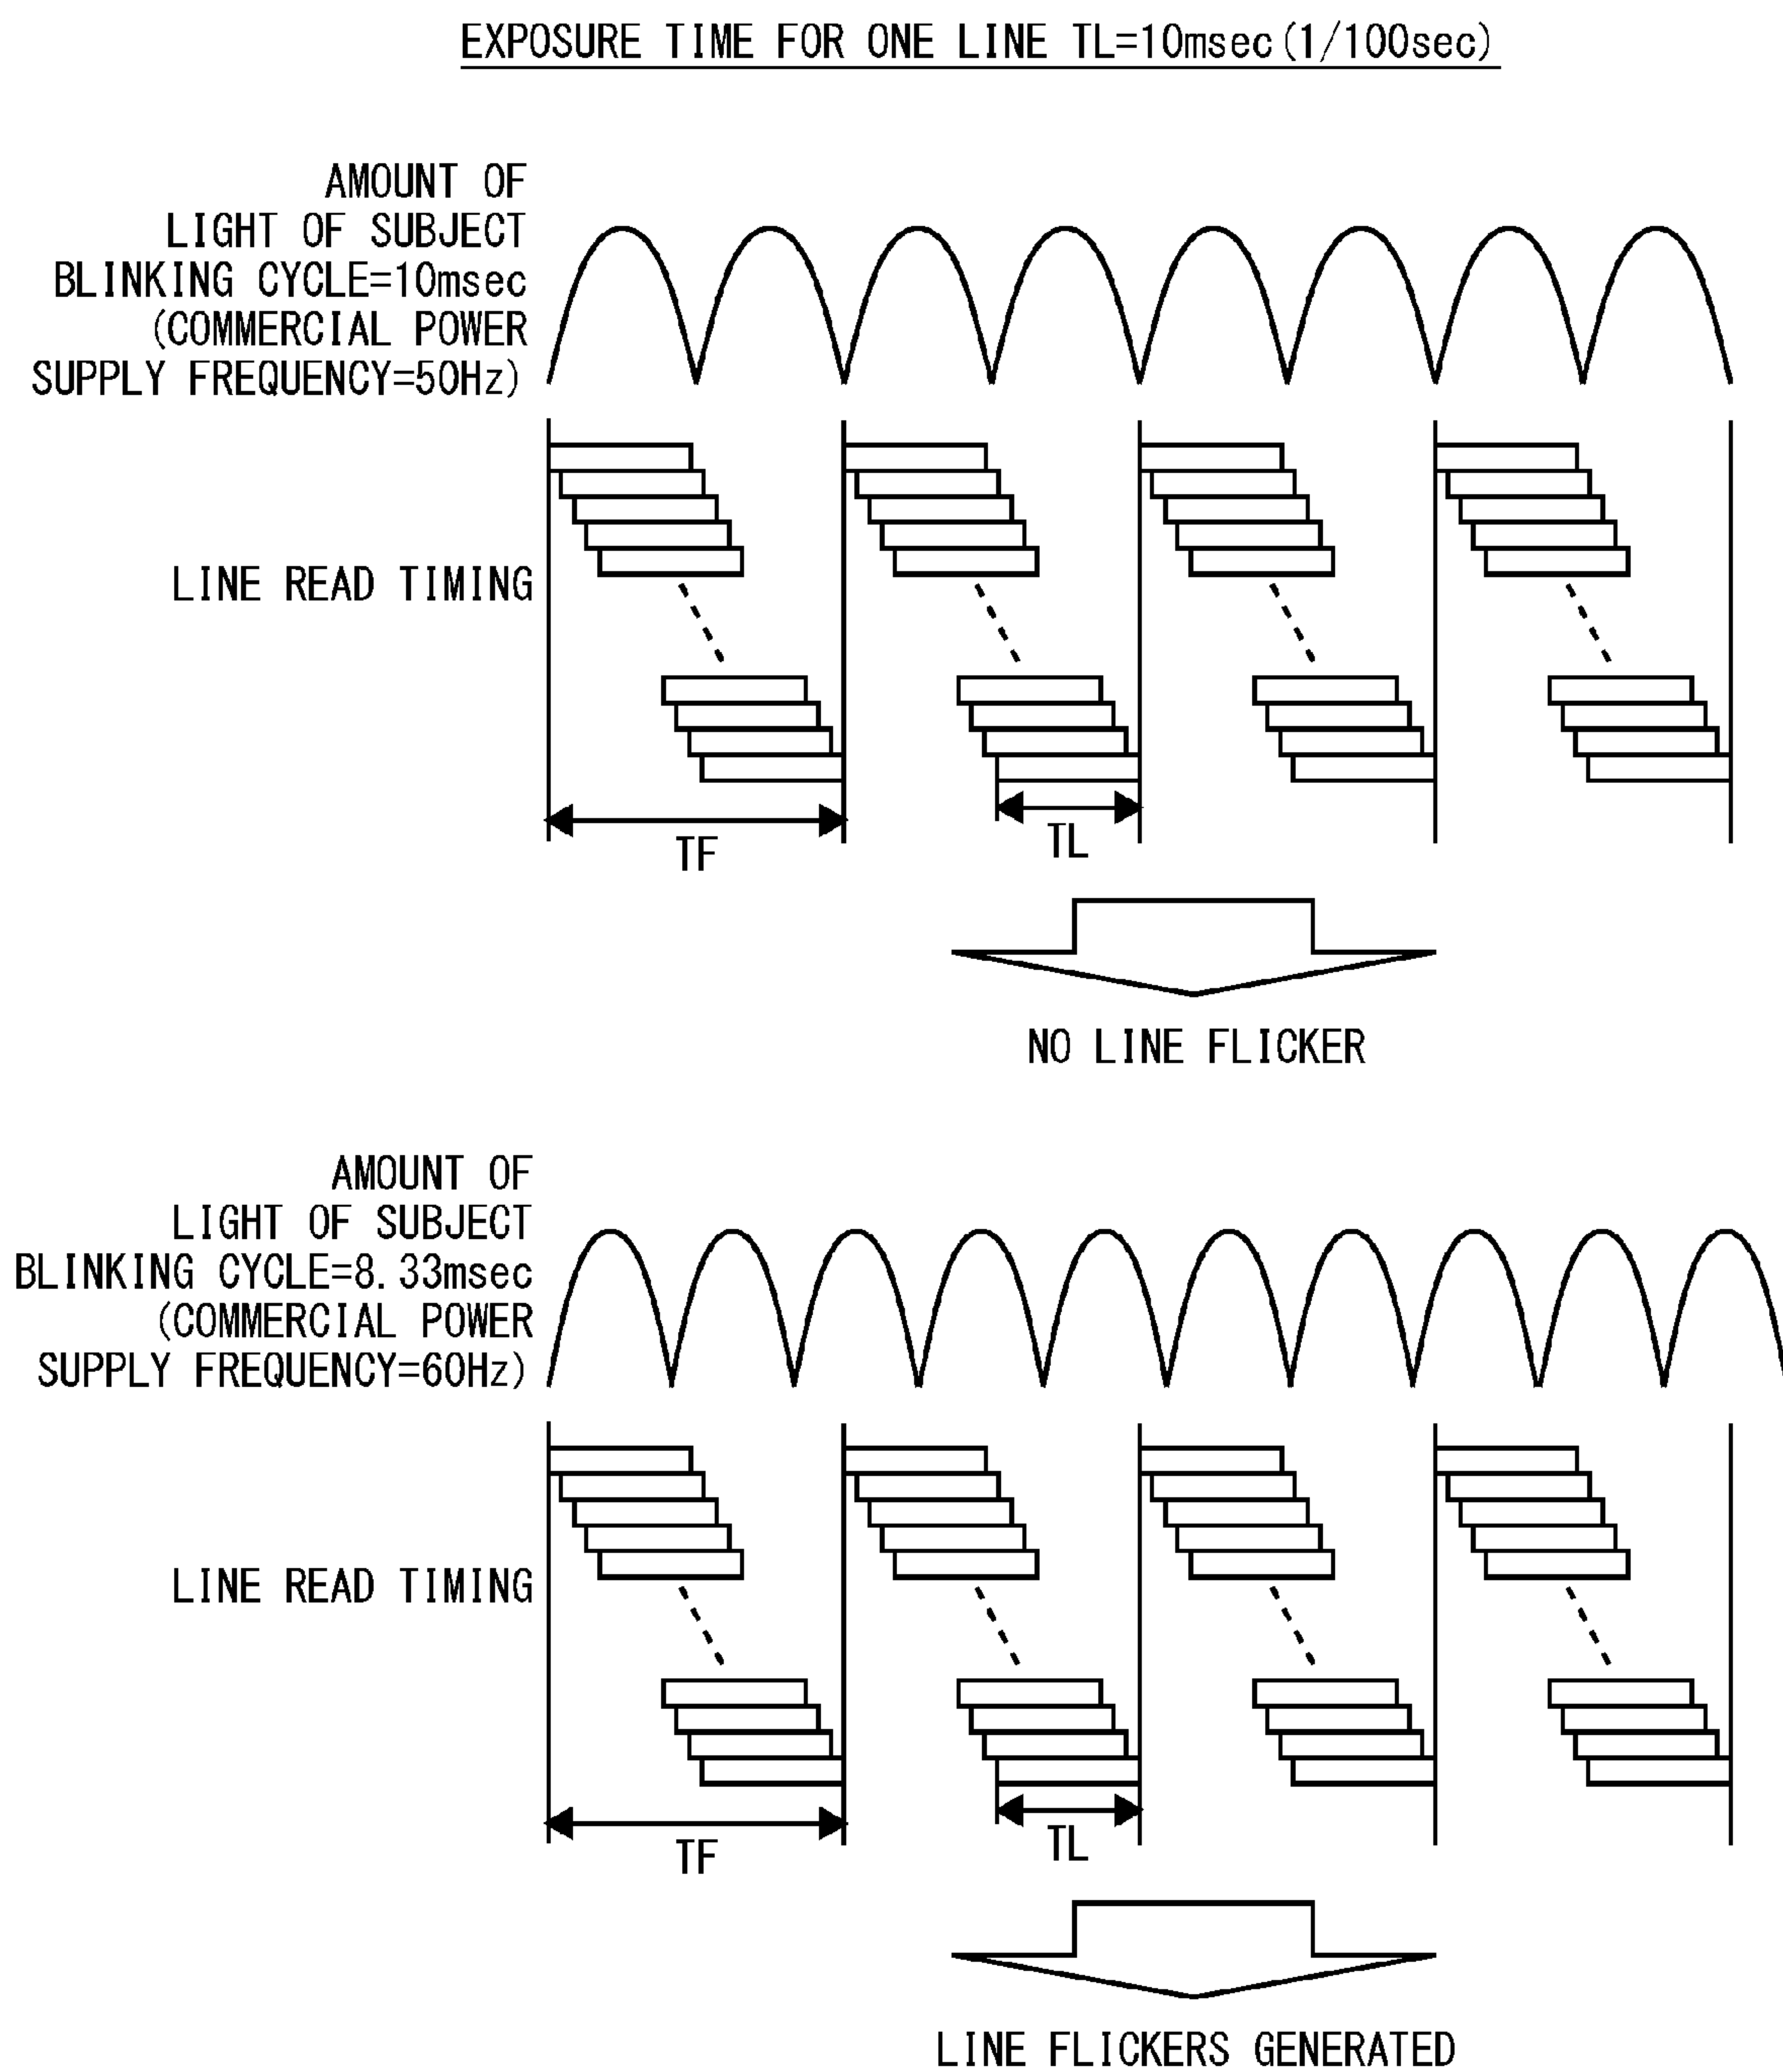 EXPOSURE TIME FOR ONE LINE TL=10msec(1/100sec)
AMOUNT OF
LIGHT OF SUBJECT
BLINKING CYCLE=10msec
(COMMERCIAL POWER
SUPPLY FREQUENCY=50Hz)
LINE READ TIMING
TF
TL
NO LINE FLICKER
AMOUNT OF
LIGHT OF SUBJECT
BLINKING CYCLE=8.33msec
(COMMERCIAL POWER
SUPPLY FREQUENCY=60Hz)
LINE READ TIMING
TF
TL
LINE FLICKERS GENERATED